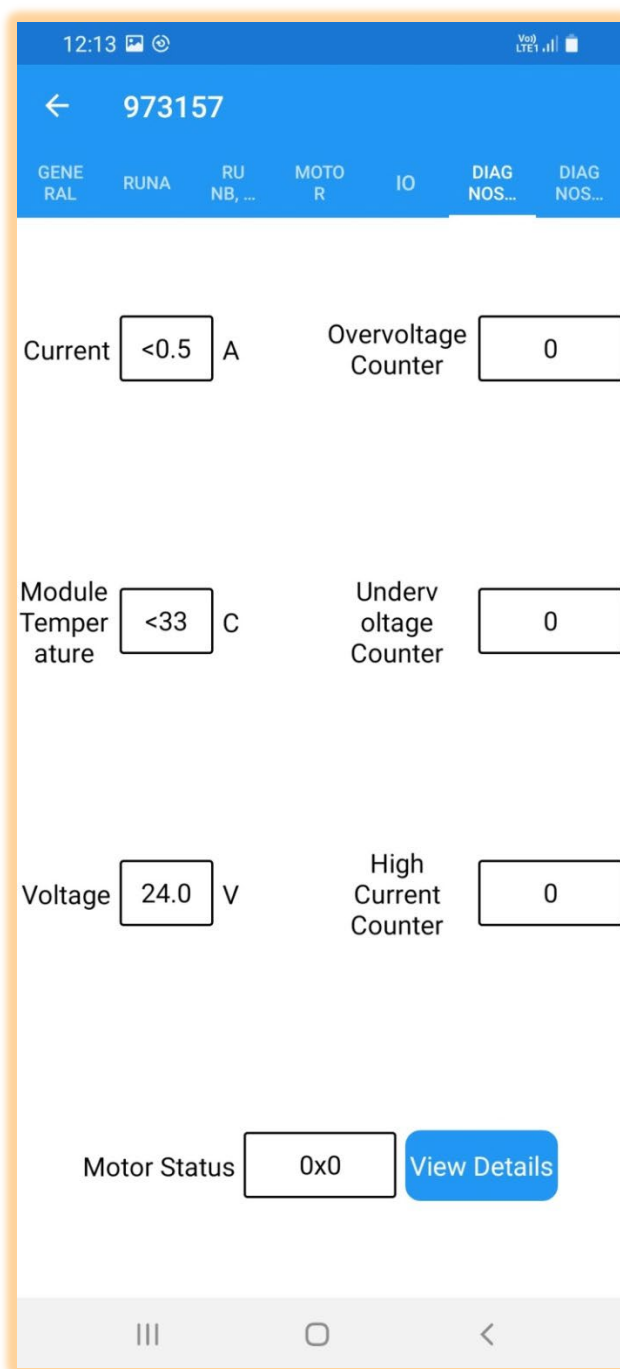 12:13
Vo))
LTE1
973157
GENE
RAL
RUNA
RU
NB, ...
MOTO
R
IO
DIAG
NOS...
DIAG
NOS...
Current <0.5 A
Overvoltage
Counter
0
Module
Temper
ature
<33 C
Underv
oltage
Counter
0
Voltage 24.0 V
High
Current
Counter
0
Motor Status 0x0 View Details